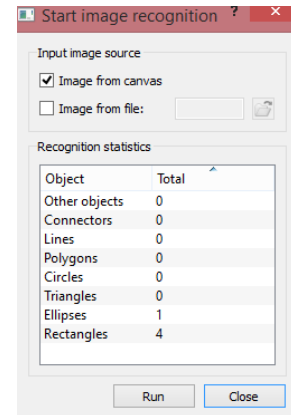 Start image recognition ? ×
Input image source
Image from canvas
Image from file:
Recognition statistics
Object Total
Other objects 0
Connectors 0
Lines 0
Polygons 0
Circles 0
Triangles 0
Ellipses 1
Rectangles 4
Run Close